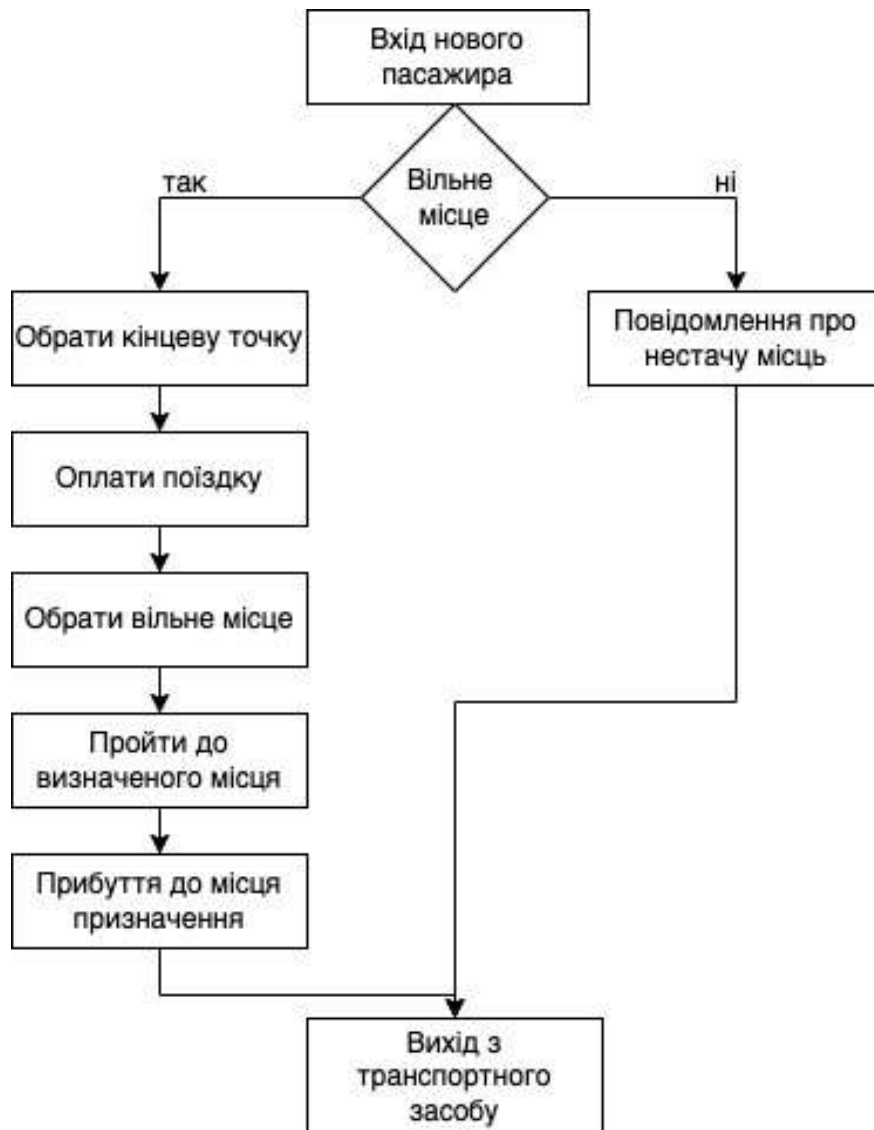 Вхід нового
пасажира
так
Вільне
місце
ні
Обрати кінцеву точку
Повідомлення про
нестачу місць
Оплати поїздку
Обрати вільне місце
Пройти до
визначеного місця
Прибуття до місця
призначення
Вихід з
транспортного
засобу